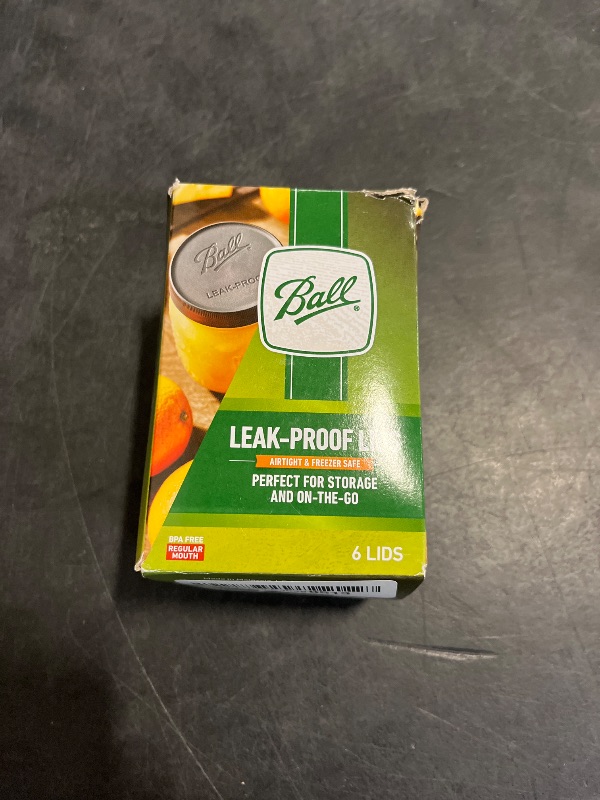 Ball
LEAK-PROOF
Ball®
LEAK-PROOF
AIRTIGHT & FREEZER SAFE
PERFECT FOR STORAGE
AND ON-THE-GO
BPA FREE
REGULAR
MOUTH
6 LIDS